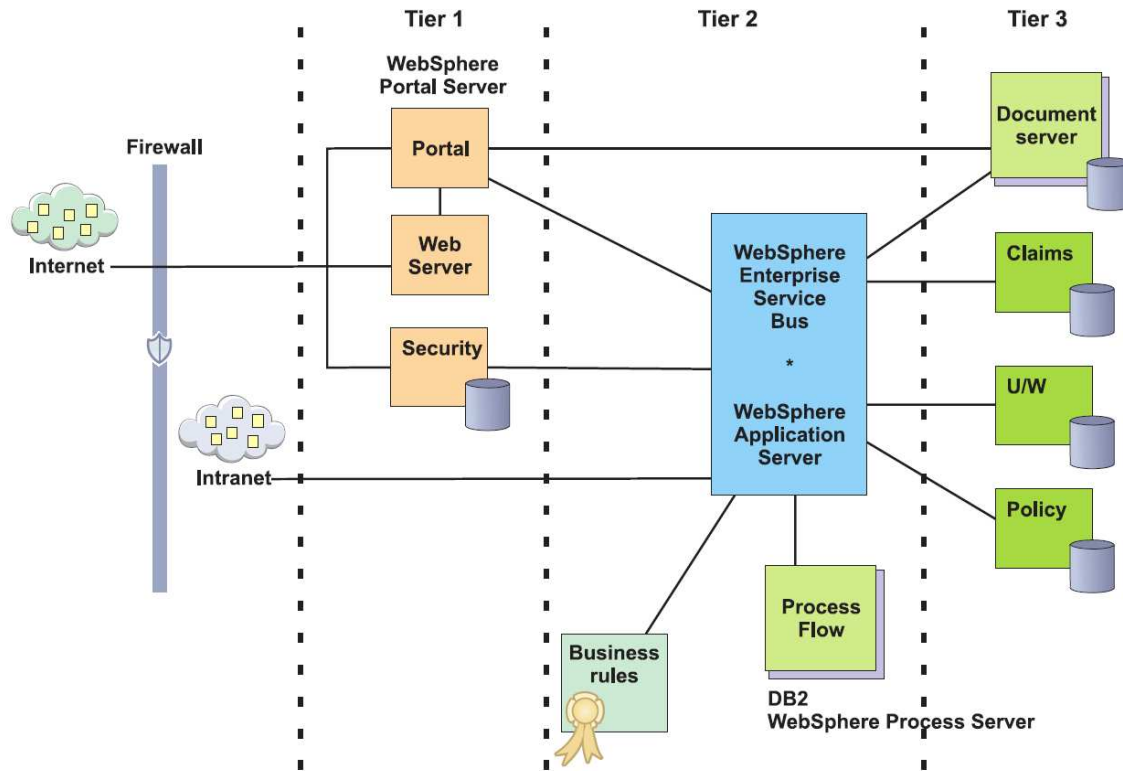 Tier 1
Tier 2
Tier 3
WebSphere
Portal Server
Portal
Document
server
Firewall
Internet
Web
Server
WebSphere
Enterprise
Service
Bus
*
WebSphere
Application
Server
Claims
Security
U/W
Intranet
Policy
Process
Flow
Business
rules
DB2
WebSphere Process Server